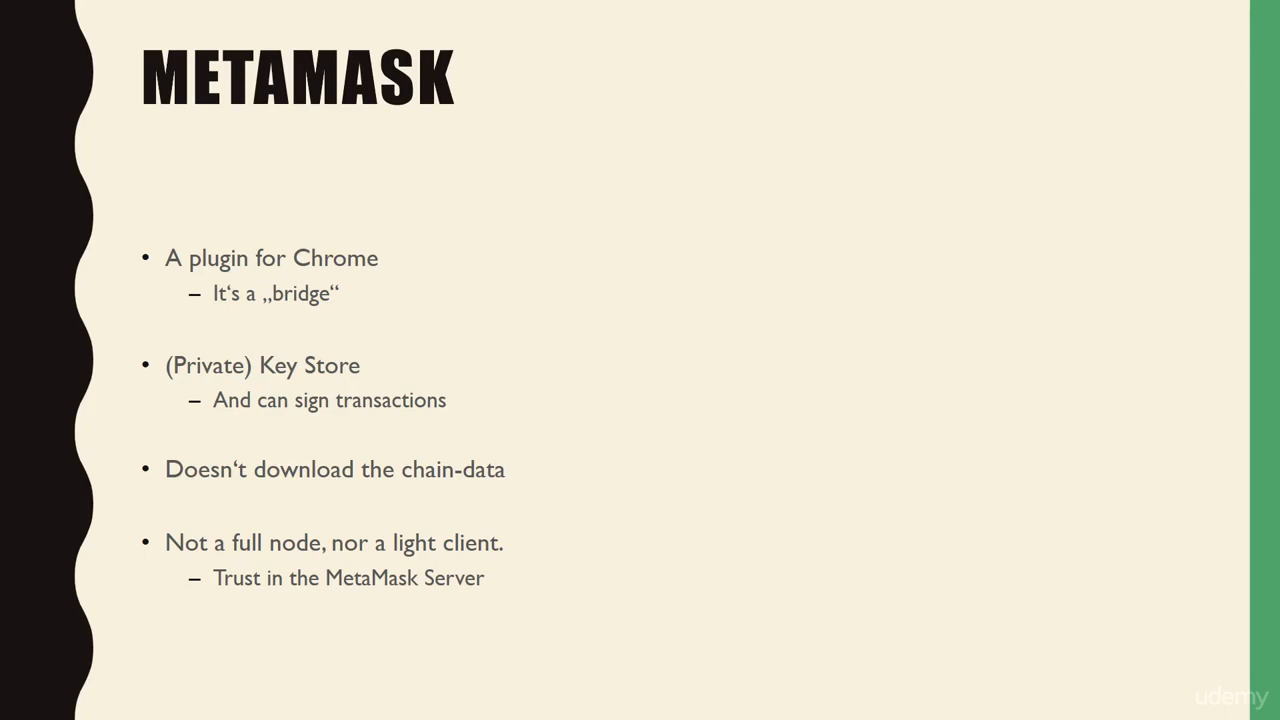 METAMASK
• A plugin for Chrome
– It‘s a „bridge“
• (Private) Key Store
– And can sign transactions
• Doesn‘t download the chain-data
• Not a full node, nor a light client.
– Trust in the MetaMask Server
udemy